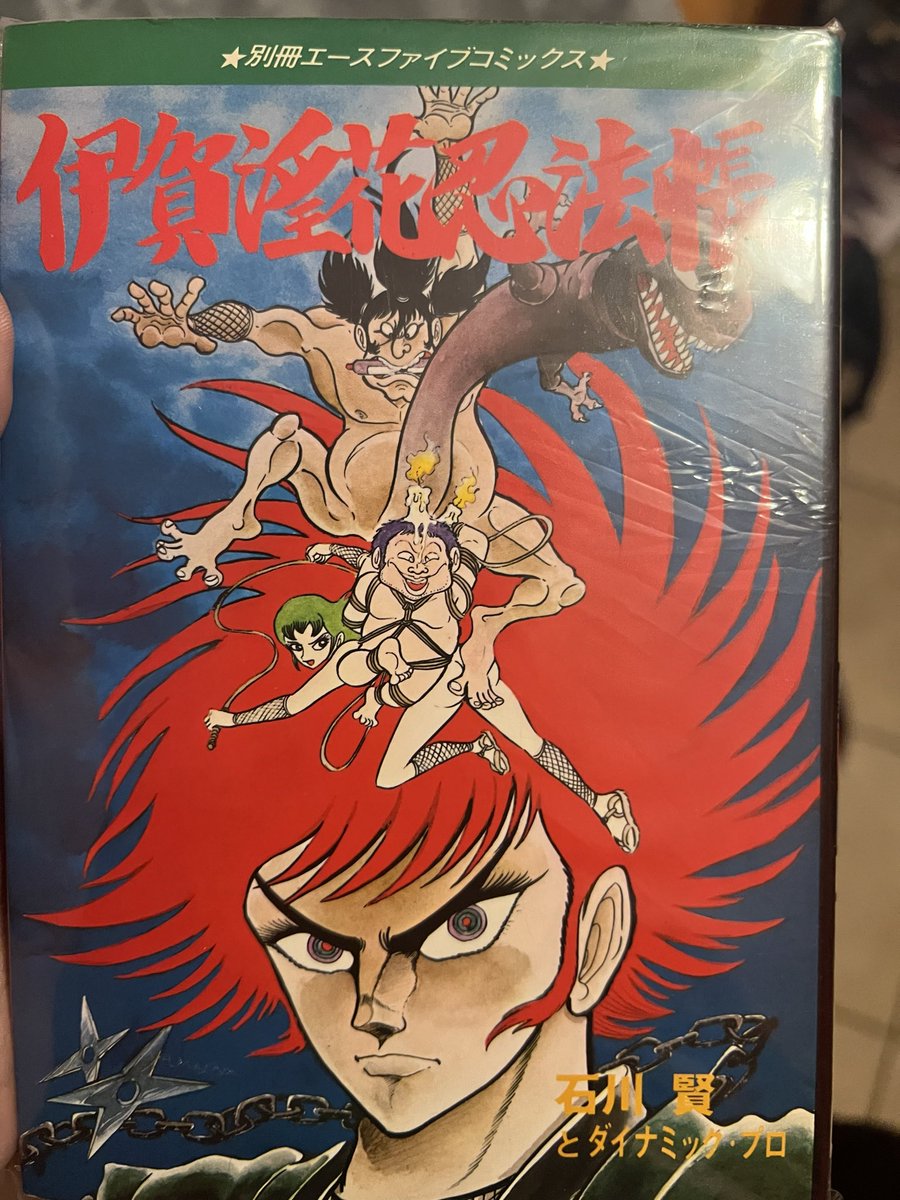 ★別冊エースファイブコミックス★
伊賀淫花忍法帳
石川 賢
とダイナミック・プロ